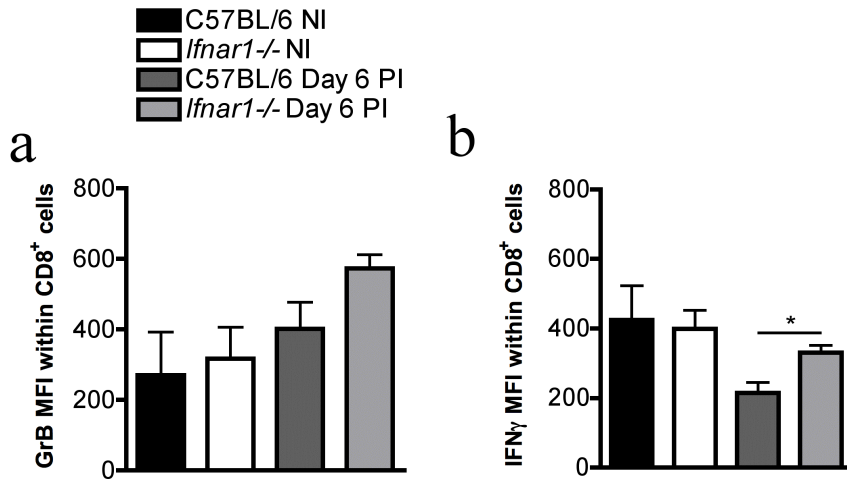 C57BL/6 NI
Ifnar1-/- NI
C57BL/6 Day 6 PI
Ifnar1-/- Day 6 PI
a
GrB MFI within CD8+ cells
800
600
400
200
0
b
IFNγ MFI within CD8+ cells
800
600
400
200
0
*